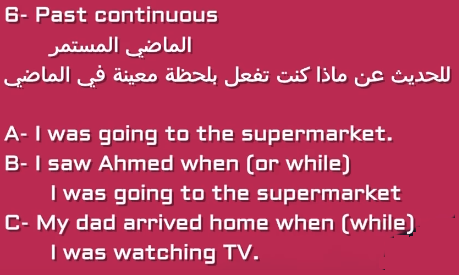 6- Past continuous
الماضي المستمر
للحديث عن ماذا كنت تفعل بلحظة معينة في الماضي
A- I was going to the supermarket.
B- I saw Ahmed when (or while)
I was going to the supermarket
C- My dad arrived home when (while)
I was watching TV.